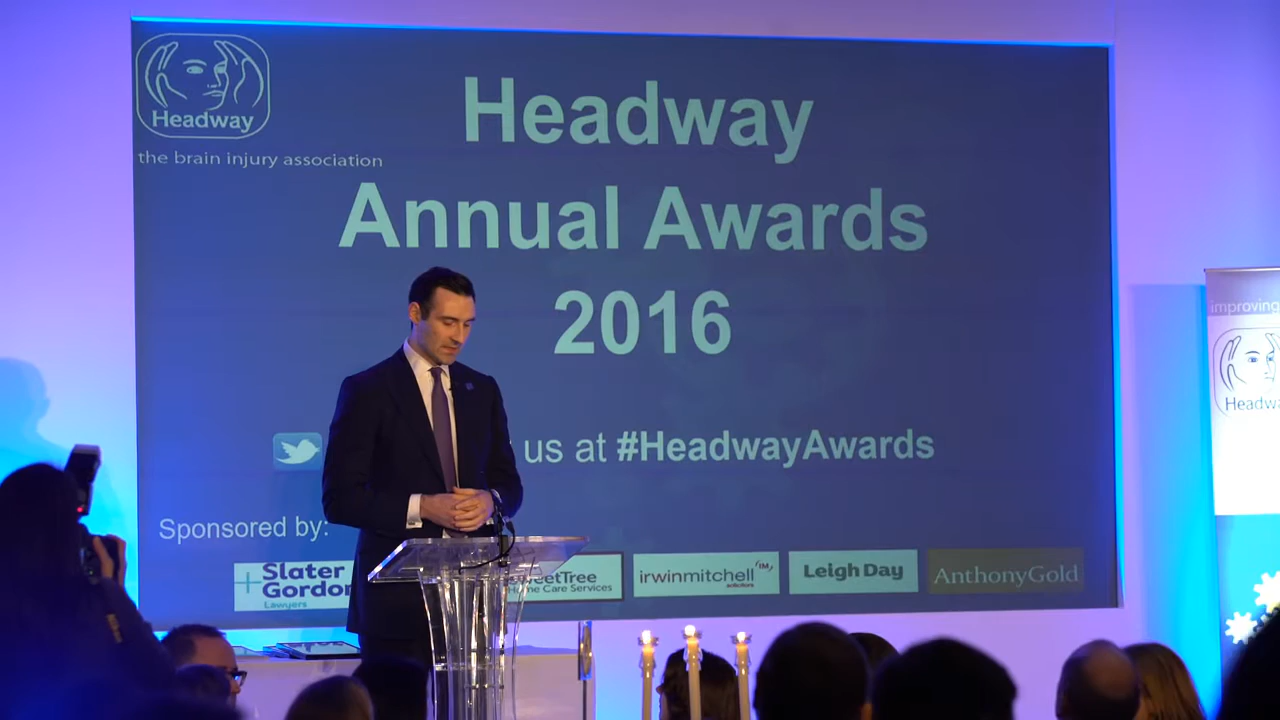 Headway
the brain injury association
Headway
Annual Awards
2016
us at #HeadwayAwards
Sponsored by:
Slater
Gordon
Lawyers
Home Care Services
irwinmitchell
solicitors
IM
Leigh Day
AnthonyGold
improving
Headwa